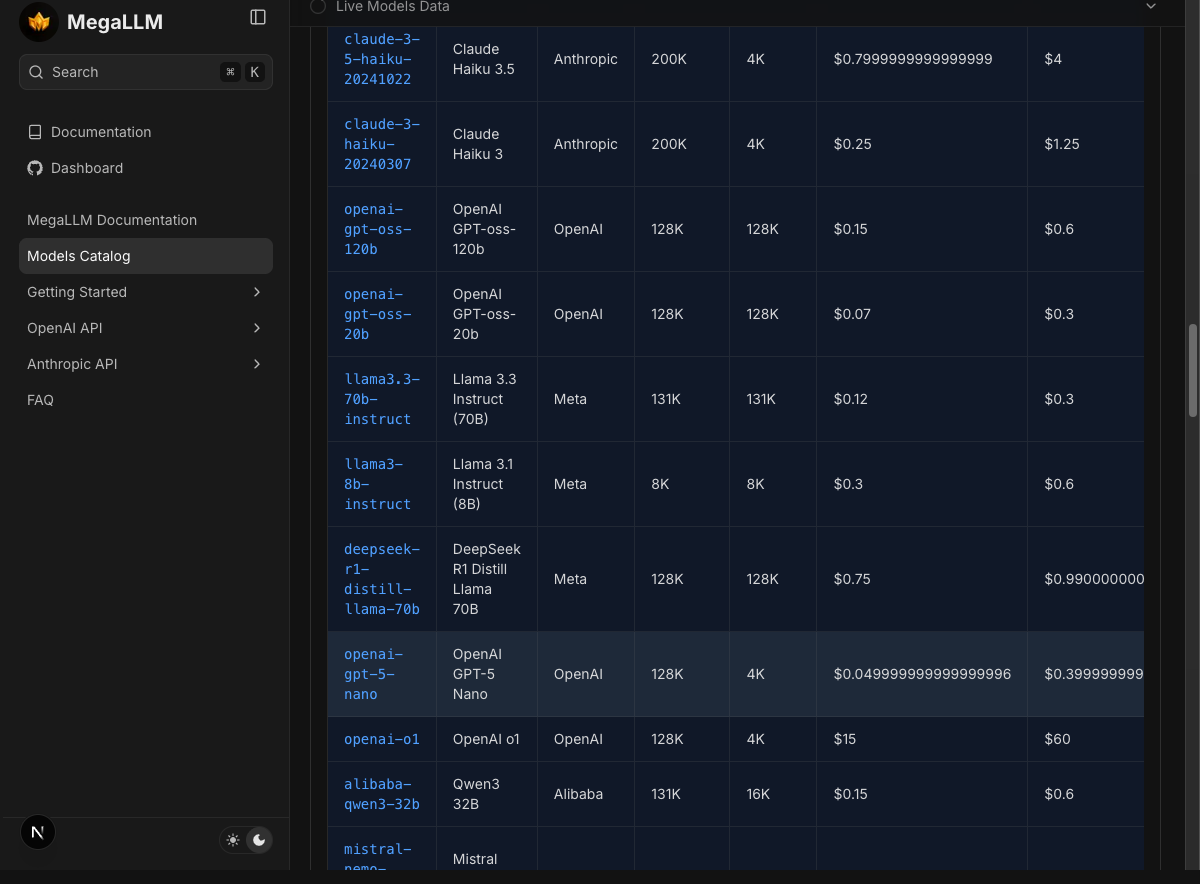 MegaLLM
Search ⌘ K
Documentation
Dashboard
MegaLLM Documentation
Models Catalog
Getting Started
OpenAI API
Anthropic API
FAQ
N
Live Models Data
claude-3-
5-haiku-
20241022
Claude
Haiku 3.5
Anthropic
200K
4K
$0.7999999999999999
$4
claude-3-
haiku-
20240307
Claude
Haiku 3
Anthropic
200K
4K
$0.25
$1.25
openai-
gpt-oss-
120b
OpenAI
GPT-oss-
120b
OpenAI
128K
128K
$0.15
$0.6
openai-
gpt-oss-
20b
OpenAI
GPT-oss-
20b
OpenAI
128K
128K
$0.07
$0.3
llama3.3-
70b-
instruct
Llama 3.3
Instruct
(70B)
Meta
131K
131K
$0.12
$0.3
llama3-
8b-
instruct
Llama 3.1
Instruct
(8B)
Meta
8K
8K
$0.3
$0.6
deepseek-
r1-
distill-
llama-70b
DeepSeek
R1 Distill
Llama
70B
Meta
128K
128K
$0.75
$0.990000000
openai-
gpt-5-
nano
OpenAI
GPT-5
Nano
OpenAI
128K
4K
$0.049999999999999996
$0.399999999
openai-o1
OpenAI o1
OpenAI
128K
4K
$15
$60
alibaba-
qwen3-32b
Qwen3
32B
Alibaba
131K
16K
$0.15
$0.6
mistral-
nemo-
Mistral